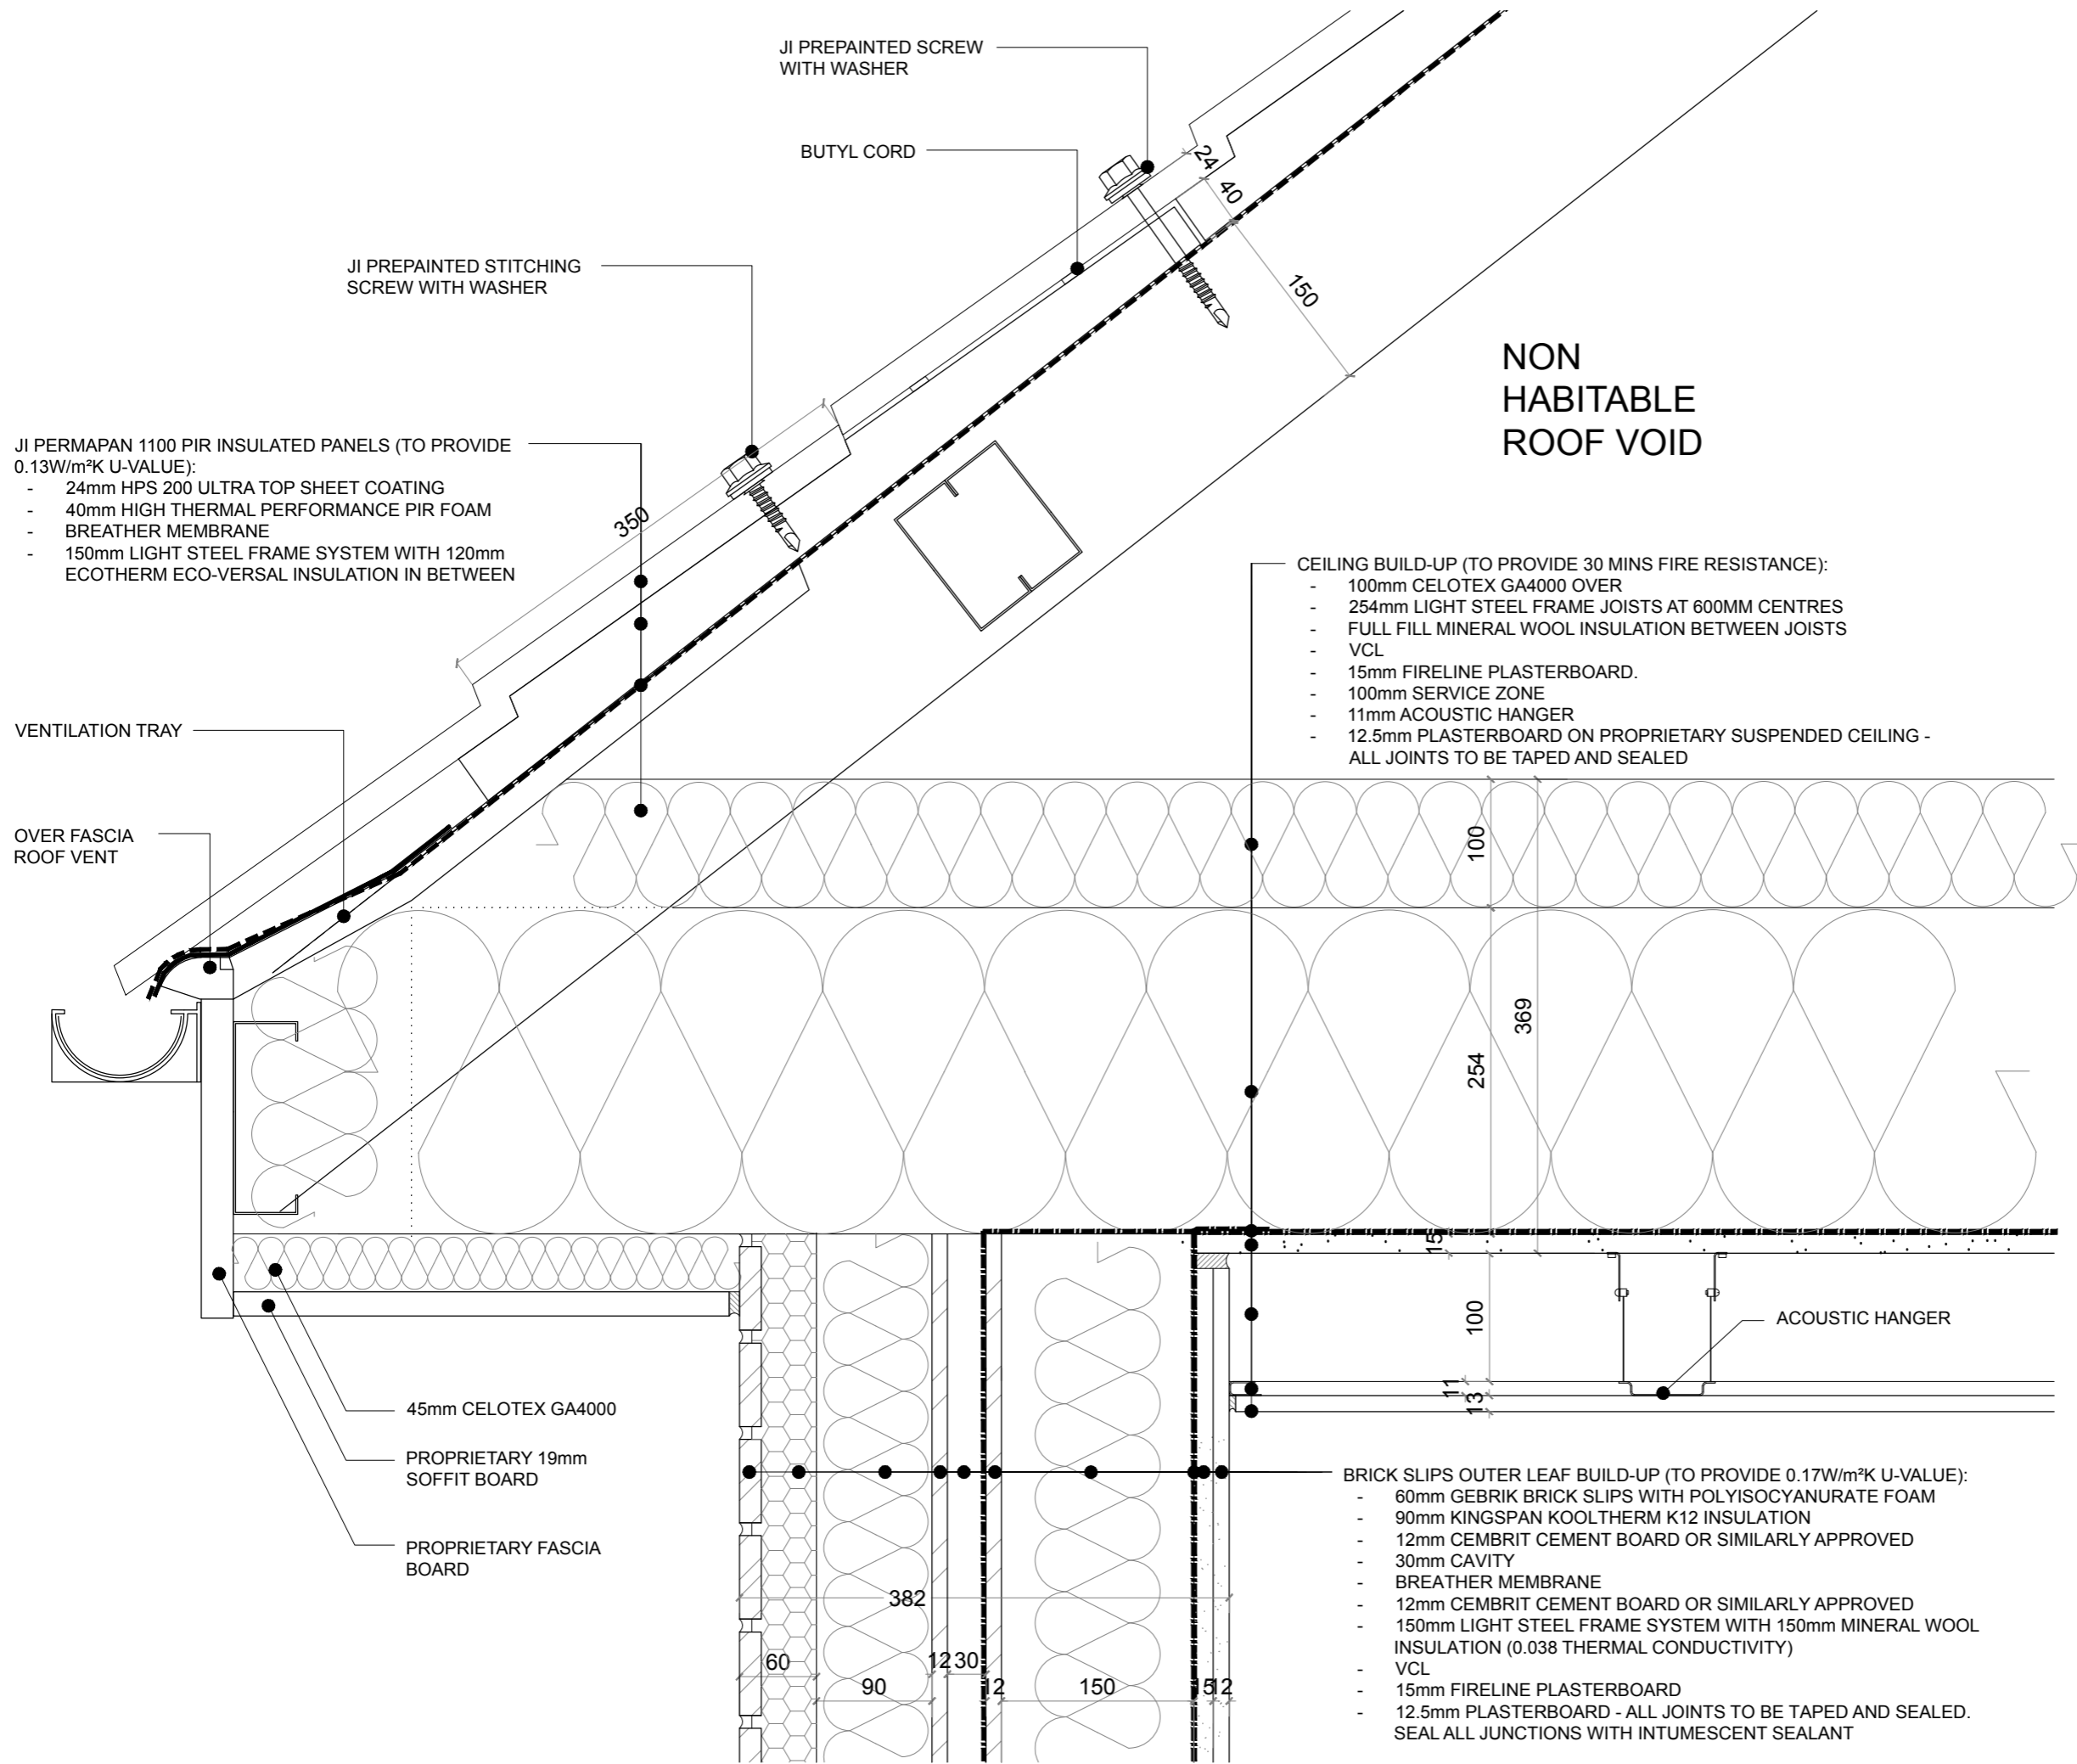 JI PREPAINTED SCREW
WITH WASHER
BUTYL CORD
JI PREPAINTED STITCHING
SCREW WITH WASHER
24
40
150
350
NON
HABITABLE
ROOF VOID
JI PERMAPAN 1100 PIR INSULATED PANELS (TO PROVIDE
0.13W/m²K U-VALUE):
- 24mm HPS 200 ULTRA TOP SHEET COATING
- 40mm HIGH THERMAL PERFORMANCE PIR FOAM
- BREATHER MEMBRANE
- 150mm LIGHT STEEL FRAME SYSTEM WITH 120mm
ECOTHERM ECO-VERSAL INSULATION IN BETWEEN
CEILING BUILD-UP (TO PROVIDE 30 MINS FIRE RESISTANCE):
- 100mm CELOTEX GA4000 OVER
- 254mm LIGHT STEEL FRAME JOISTS AT 600MM CENTRES
- FULL FILL MINERAL WOOL INSULATION BETWEEN JOISTS
- VCL
- 15mm FIRELINE PLASTERBOARD.
- 100mm SERVICE ZONE
- 11mm ACOUSTIC HANGER
- 12.5mm PLASTERBOARD ON PROPRIETARY SUSPENDED CEILING -
ALL JOINTS TO BE TAPED AND SEALED
VENTILATION TRAY
OVER FASCIA
ROOF VENT
100
369
254
15
100
11
13
ACOUSTIC HANGER
45mm CELOTEX GA4000
PROPRIETARY 19mm
SOFFIT BOARD
PROPRIETARY FASCIA
BOARD
BRICK SLIPS OUTER LEAF BUILD-UP (TO PROVIDE 0.17W/m²K U-VALUE):
- 60mm GEBRIK BRICK SLIPS WITH POLYISOCYANURATE FOAM
- 90mm KINGSPAN KOOLTHERM K12 INSULATION
- 12mm CEMBRIT CEMENT BOARD OR SIMILARLY APPROVED
- 30mm CAVITY
- BREATHER MEMBRANE
- 12mm CEMBRIT CEMENT BOARD OR SIMILARLY APPROVED
- 150mm LIGHT STEEL FRAME SYSTEM WITH 150mm MINERAL WOOL
INSULATION (0.038 THERMAL CONDUCTIVITY)
- VCL
- 15mm FIRELINE PLASTERBOARD
- 12.5mm PLASTERBOARD - ALL JOINTS TO BE TAPED AND SEALED.
SEAL ALL JUNCTIONS WITH INTUMESCENT SEALANT
382
60
90
12
30
12
150
15
12